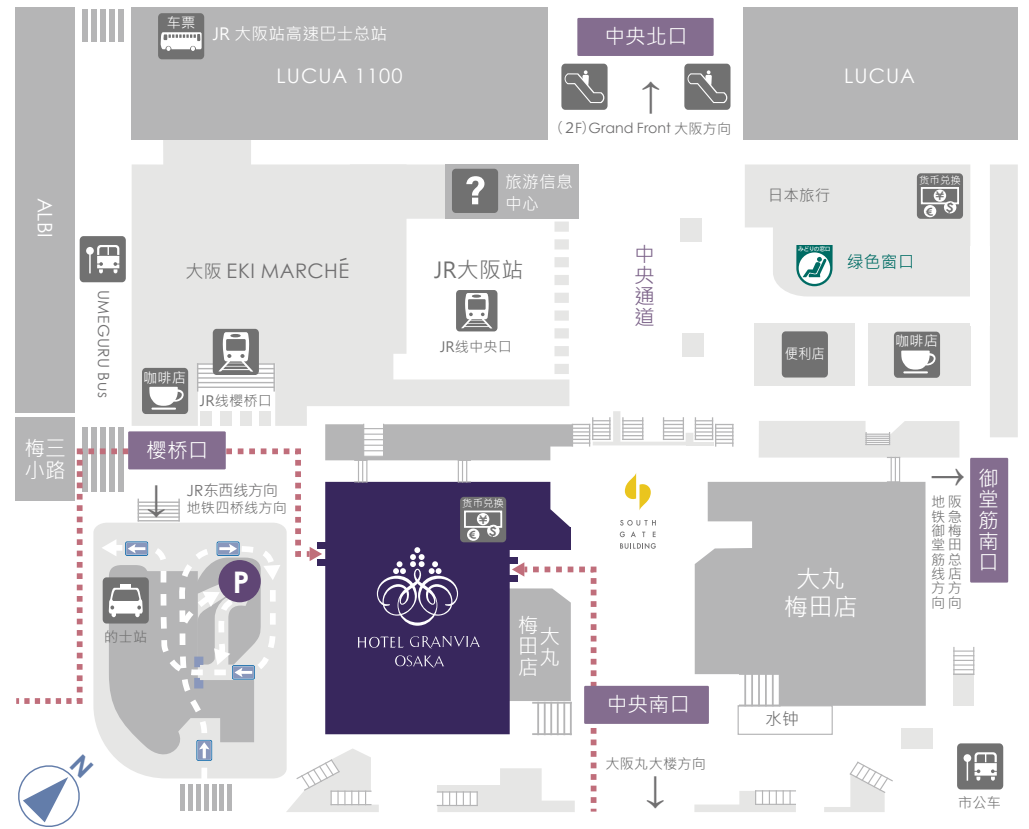 车票
JR 大阪站高速巴士总站
LUCUA 1100
中央北口
(2F)Grand Front 大阪方向
LUCUA
ALBI
?
旅游信息
中心
日本旅行
货币兑换
¥
€
$
みどりの窓口
绿色窗口
UMEGURU BUS
大阪 EKI MARCHÉ
JR大阪站
JR线中央口
中央通道
咖啡店
JR线樱桥口
便利店
咖啡店
梅三
小路
樱桥口
JR东西线方向
地铁四桥线方向
货币兑换
¥
€
$
SOUTH
GATE
BUILDING
御堂筋南口
阪急梅田总店方向
地铁御堂筋线方向
P
的士站
HOTEL GRANVIA
OSAKA
大丸
梅田店
大丸
梅田店
中央南口
水钟
大阪丸大楼方向
市公车
N